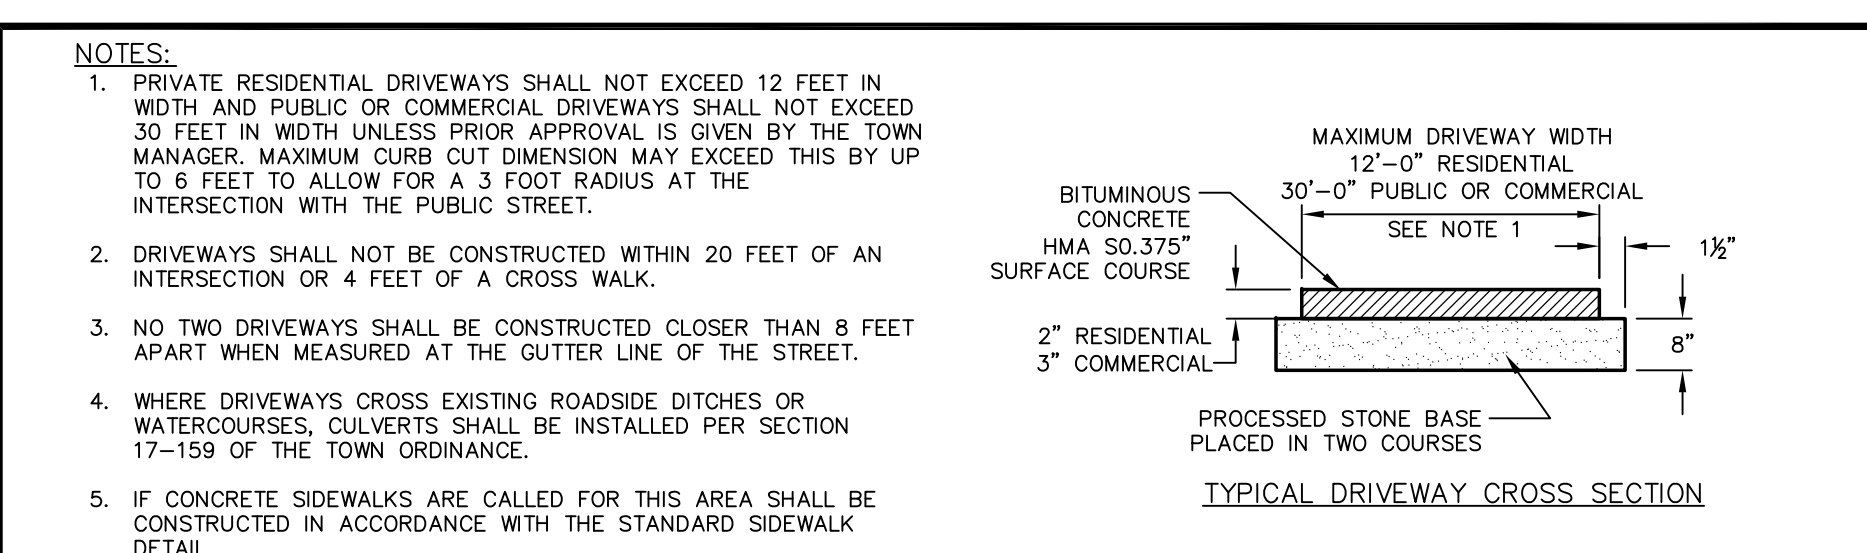 NOTES:
1. PRIVATE RESIDENTIAL DRIVEWAYS SHALL NOT EXCEED 12 FEET IN
WIDTH AND PUBLIC OR COMMERCIAL DRIVEWAYS SHALL NOT EXCEED
30 FEET IN WIDTH UNLESS PRIOR APPROVAL IS GIVEN BY THE TOWN
MANAGER. MAXIMUM CURB CUT DIMENSION MAY EXCEED THIS BY UP
TO 6 FEET TO ALLOW FOR A 3 FOOT RADIUS AT THE
INTERSECTION WITH THE PUBLIC STREET.
2. DRIVEWAYS SHALL NOT BE CONSTRUCTED WITHIN 20 FEET OF AN
INTERSECTION OR 4 FEET OF A CROSS WALK.
3. NO TWO DRIVEWAYS SHALL BE CONSTRUCTED CLOSER THAN 8 FEET
APART WHEN MEASURED AT THE GUTTER LINE OF THE STREET.
4. WHERE DRIVEWAYS CROSS EXISTING ROADSIDE DITCHES OR
WATERCOURSES, CULVERTS SHALL BE INSTALLED PER SECTION
17-159 OF THE TOWN ORDINANCE.
5. IF CONCRETE SIDEWALKS ARE CALLED FOR THIS AREA SHALL BE
CONSTRUCTED IN ACCORDANCE WITH THE STANDARD SIDEWALK
DETAIL
MAXIMUM DRIVEWAY WIDTH
12'-0" RESIDENTIAL
30'-0" PUBLIC OR COMMERCIAL
SEE NOTE 1
BITUMINOUS
CONCRETE
HMA S0.375"
SURFACE COURSE
1½"
2" RESIDENTIAL
3" COMMERCIAL
8"
PROCESSED STONE BASE
PLACED IN TWO COURSES
TYPICAL DRIVEWAY CROSS SECTION